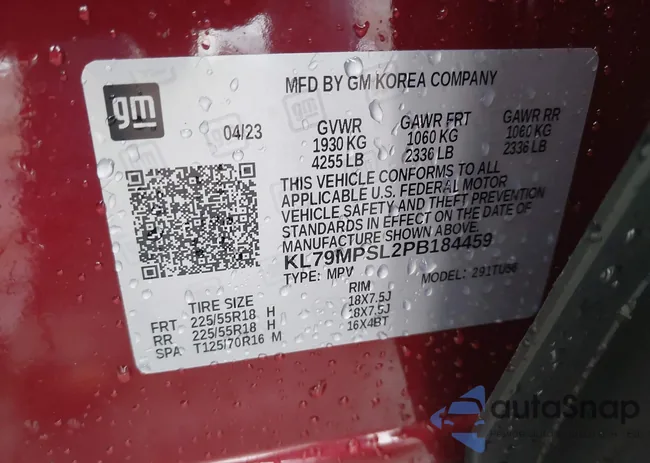 gm
MFD BY GM KOREA COMPANY
04/23
GVWR GAWR FRT GAWR RR
1930 KG 1060 KG 1060 KG
4255 LB 2336 LB 2336 LB
THIS VEHICLE CONFORMS TO ALL
APPLICABLE U.S. FEDERAL MOTOR
VEHICLE SAFETY AND THEFT PREVENTION
STANDARDS IN EFFECT ON THE DATE OF
MANUFACTURE SHOWN ABOVE.
KL79MPSL2PB184459
TYPE: MPV MODEL: 291TU56
TIRE SIZE RIM
FRT 225/55R18 H 18X7.5J
RR 225/55R18 H 18X7.5J
SPA T125/70R16 M 16X4BT
autoSnap